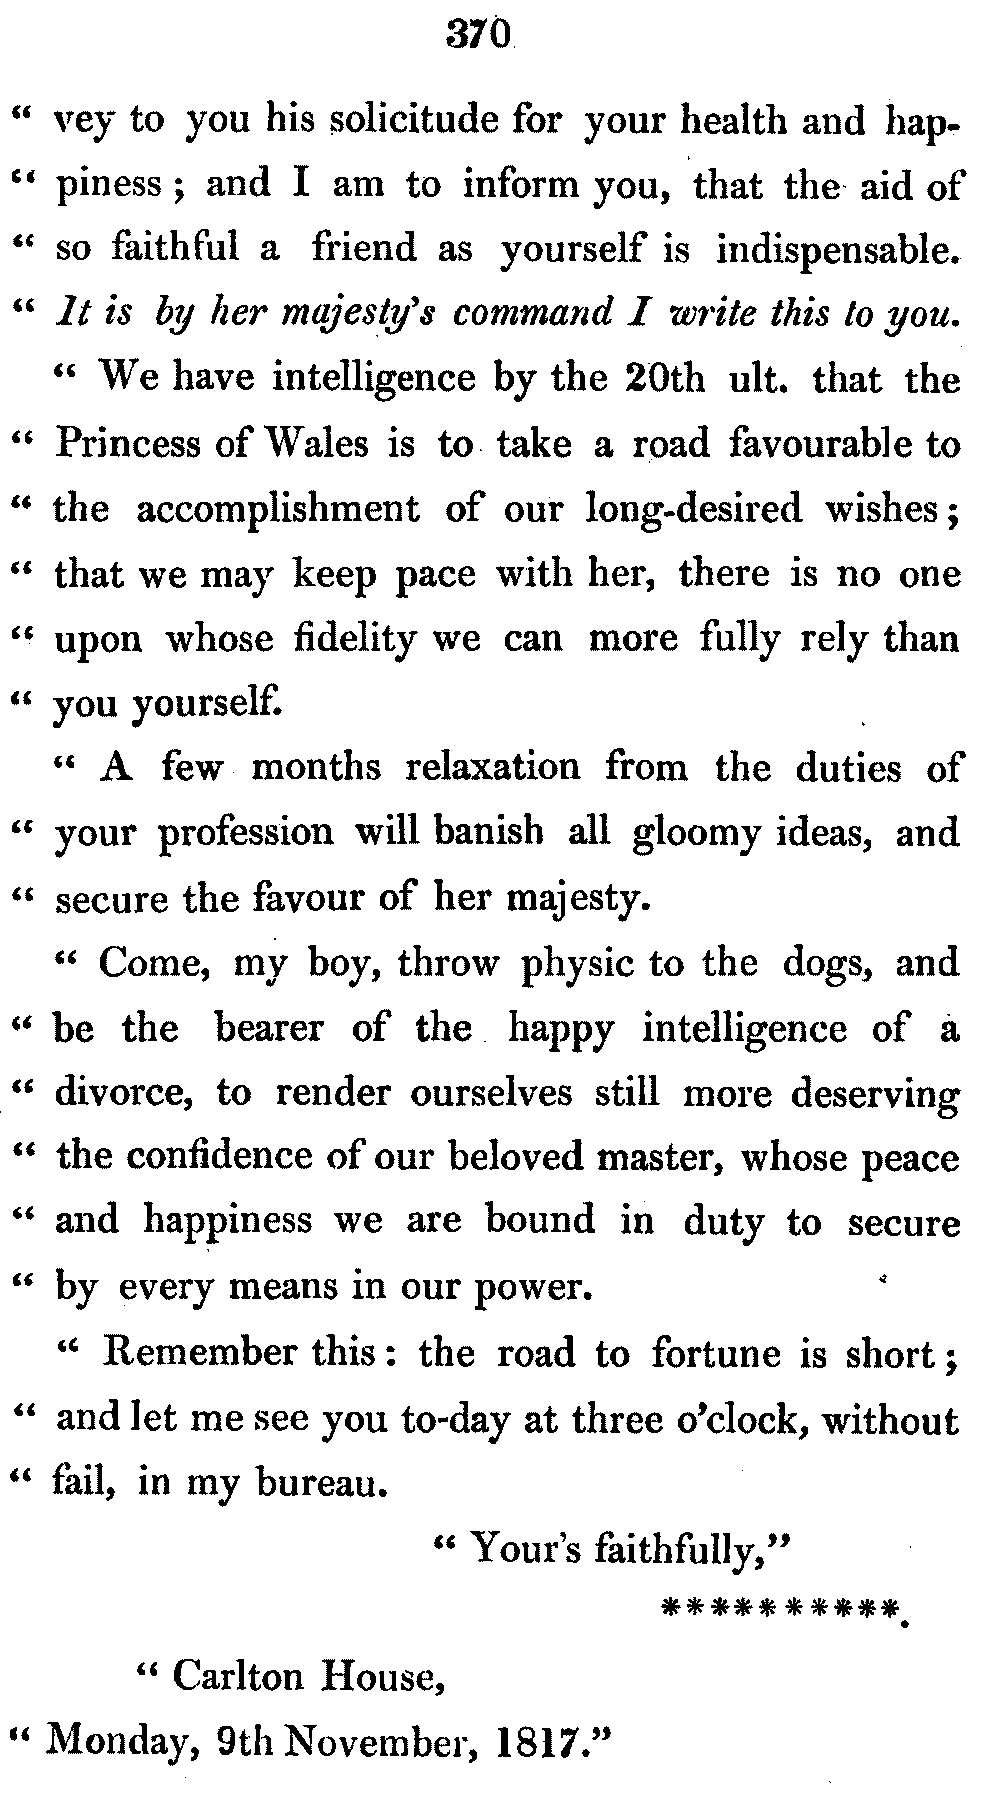 370
“ vey to you his solicitude for your health and hap-
“ piness ; and I am to inform you, that the aid of
“ so faithful a friend as yourself is indispensable.
“ It is by her majesty's command I write this to you.
“ We have intelligence by the 20th ult. that the
“ Princess of Wales is to take a road favourable to
“ the accomplishment of our long-desired wishes ;
“ that we may keep pace with her, there is no one
“ upon whose fidelity we can more fully rely than
“ you yourself.
“ A few months relaxation from the duties of
“ your profession will banish all gloomy ideas, and
“ secure the favour of her majesty.
“ Come, my boy, throw physic to the dogs, and
“ be the bearer of the happy intelligence of a
“ divorce, to render ourselves still more deserving
“ the confidence of our beloved master, whose peace
“ and happiness we are bound in duty to secure
“ by every means in our power.
“ Remember this : the road to fortune is short ;
“ and let me see you to-day at three o'clock, without
“ fail, in my bureau.
“ Your's faithfully,”
**********.
“ Carlton House,
“ Monday, 9th November, 1817.”